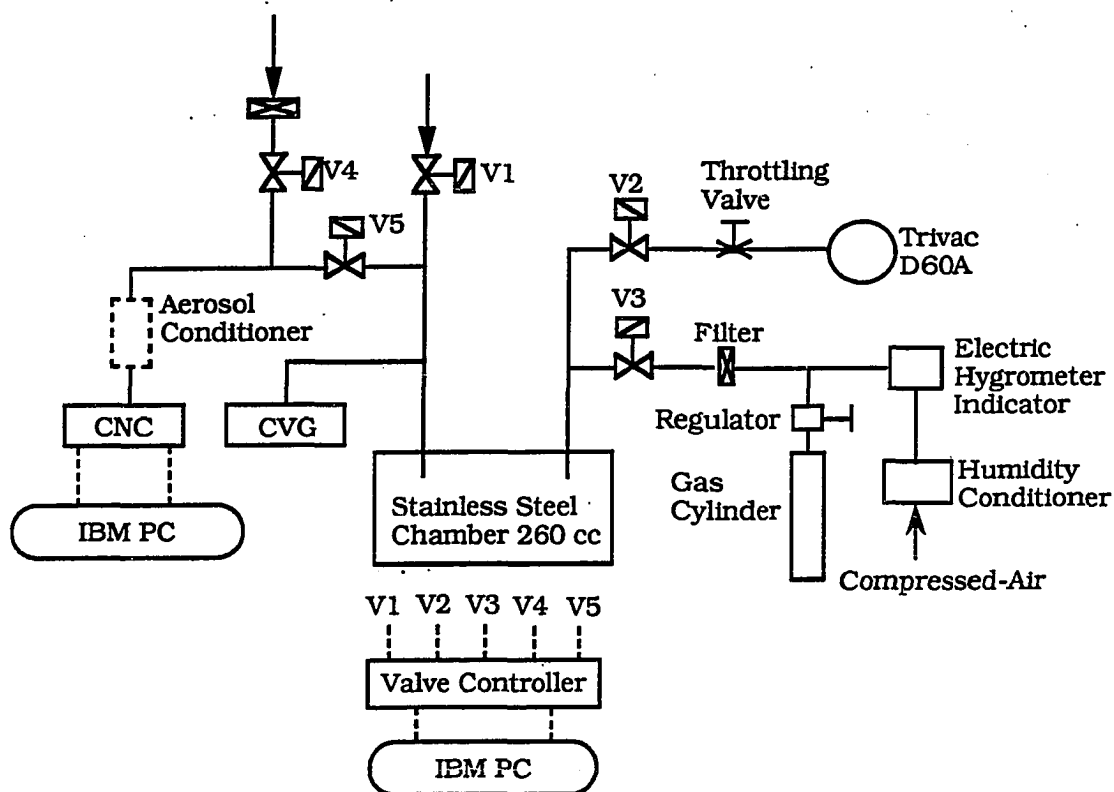 V4
V1
V5
V2
Throttling
Valve
Trivac
D60A
Aerosol
Conditioner
V3
Filter
Electric
Hygrometer
Indicator
CNC
CVG
Regulator
Gas
Cylinder
Humidity
Conditioner
Stainless Steel
Chamber 260 cc
IBM PC
Compressed-Air
V1 V2 V3 V4 V5
Valve Controller
IBM PC